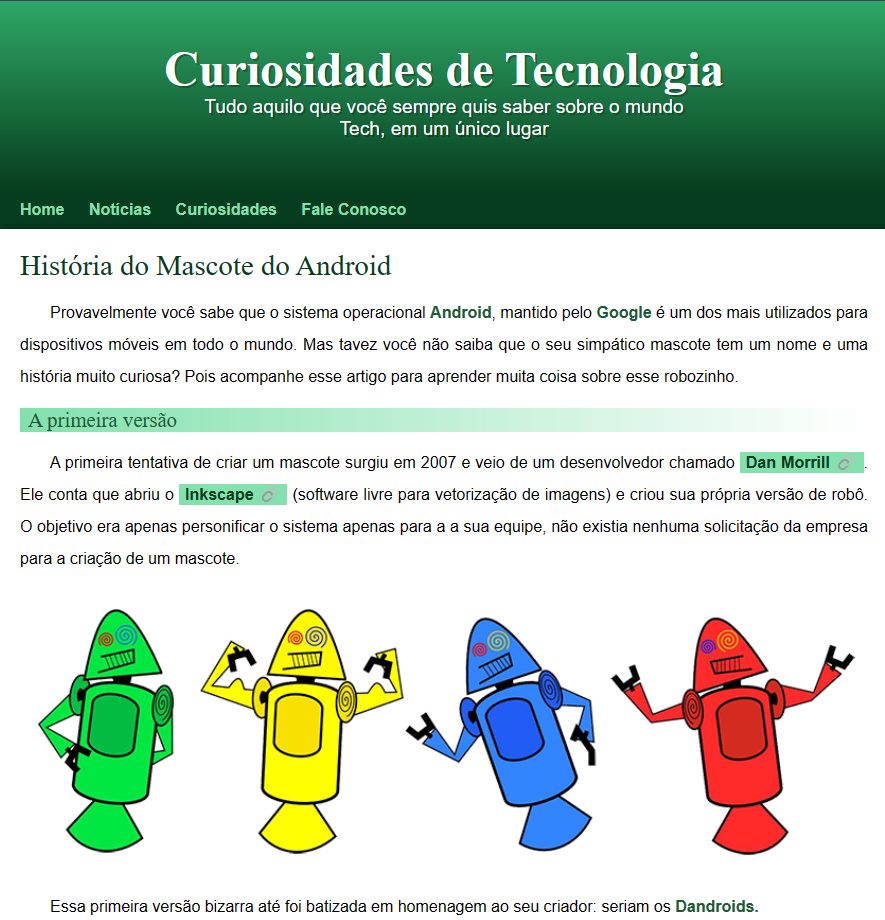 Curiosidades de Tecnologia
Tudo aquilo que você sempre quis saber sobre o mundo
Tech, em um único lugar
Home Notícias Curiosidades Fale Conosco
História do Mascote do Android
Provavelmente você sabe que o sistema operacional Android, mantido pelo Google é um dos mais utilizados para
dispositivos móveis em todo o mundo. Mas tavez você não saiba que o seu simpático mascote tem um nome e uma
história muito curiosa? Pois acompanhe esse artigo para aprender muita coisa sobre esse robozinho.
A primeira versão
A primeira tentativa de criar um mascote surgiu em 2007 e veio de um desenvolvedor chamado Dan Morrill .
Ele conta que abriu o Inkscape (software livre para vetorização de imagens) e criou sua própria versão de robô.
O objetivo era apenas personificar o sistema apenas para a a sua equipe, não existia nenhuma solicitação da empresa
para a criação de um mascote.
Essa primeira versão bizarra até foi batizada em homenagem ao seu criador: seriam os Dandroids.